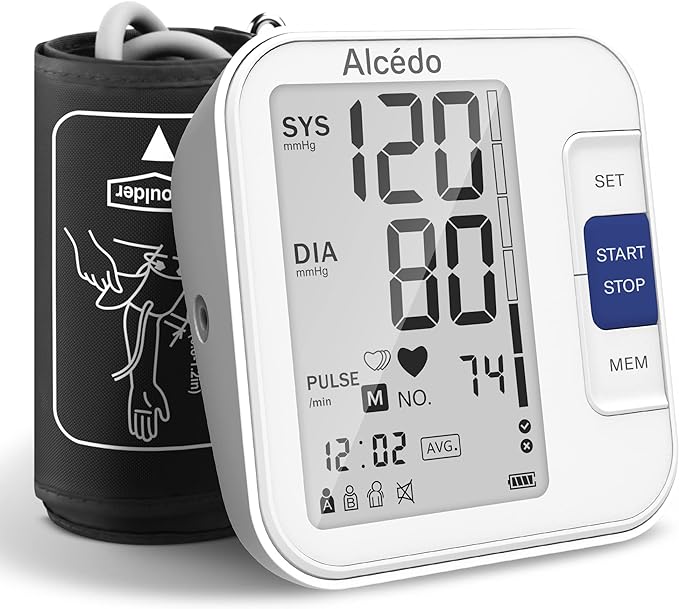 Alcédo
SYS
mmHg
120
DIA
mmHg
80
PULSE
/min
74
M NO.
12:02
AVG.
A B
SET
START
STOP
MEM